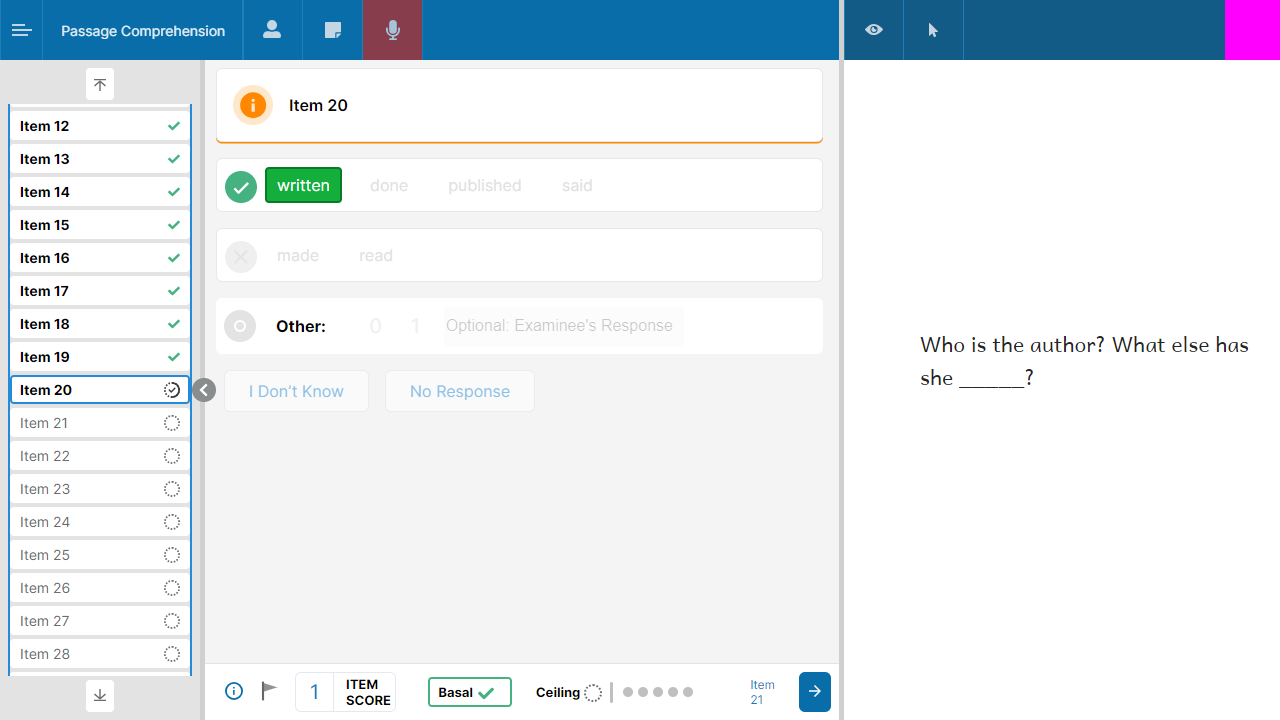 Passage Comprehension
Item 12
Item 13
Item 14
Item 15
Item 16
Item 17
Item 18
Item 19
Item 20
Item 21
Item 22
Item 23
Item 24
Item 25
Item 26
Item 27
Item 28
Item 20
written done published said
made read
Other: 0 1 Optional: Examinee's Response
I Don't Know No Response
1 ITEM SCORE
Basal
Ceiling
Item 21
Who is the author? What else has
she _____?